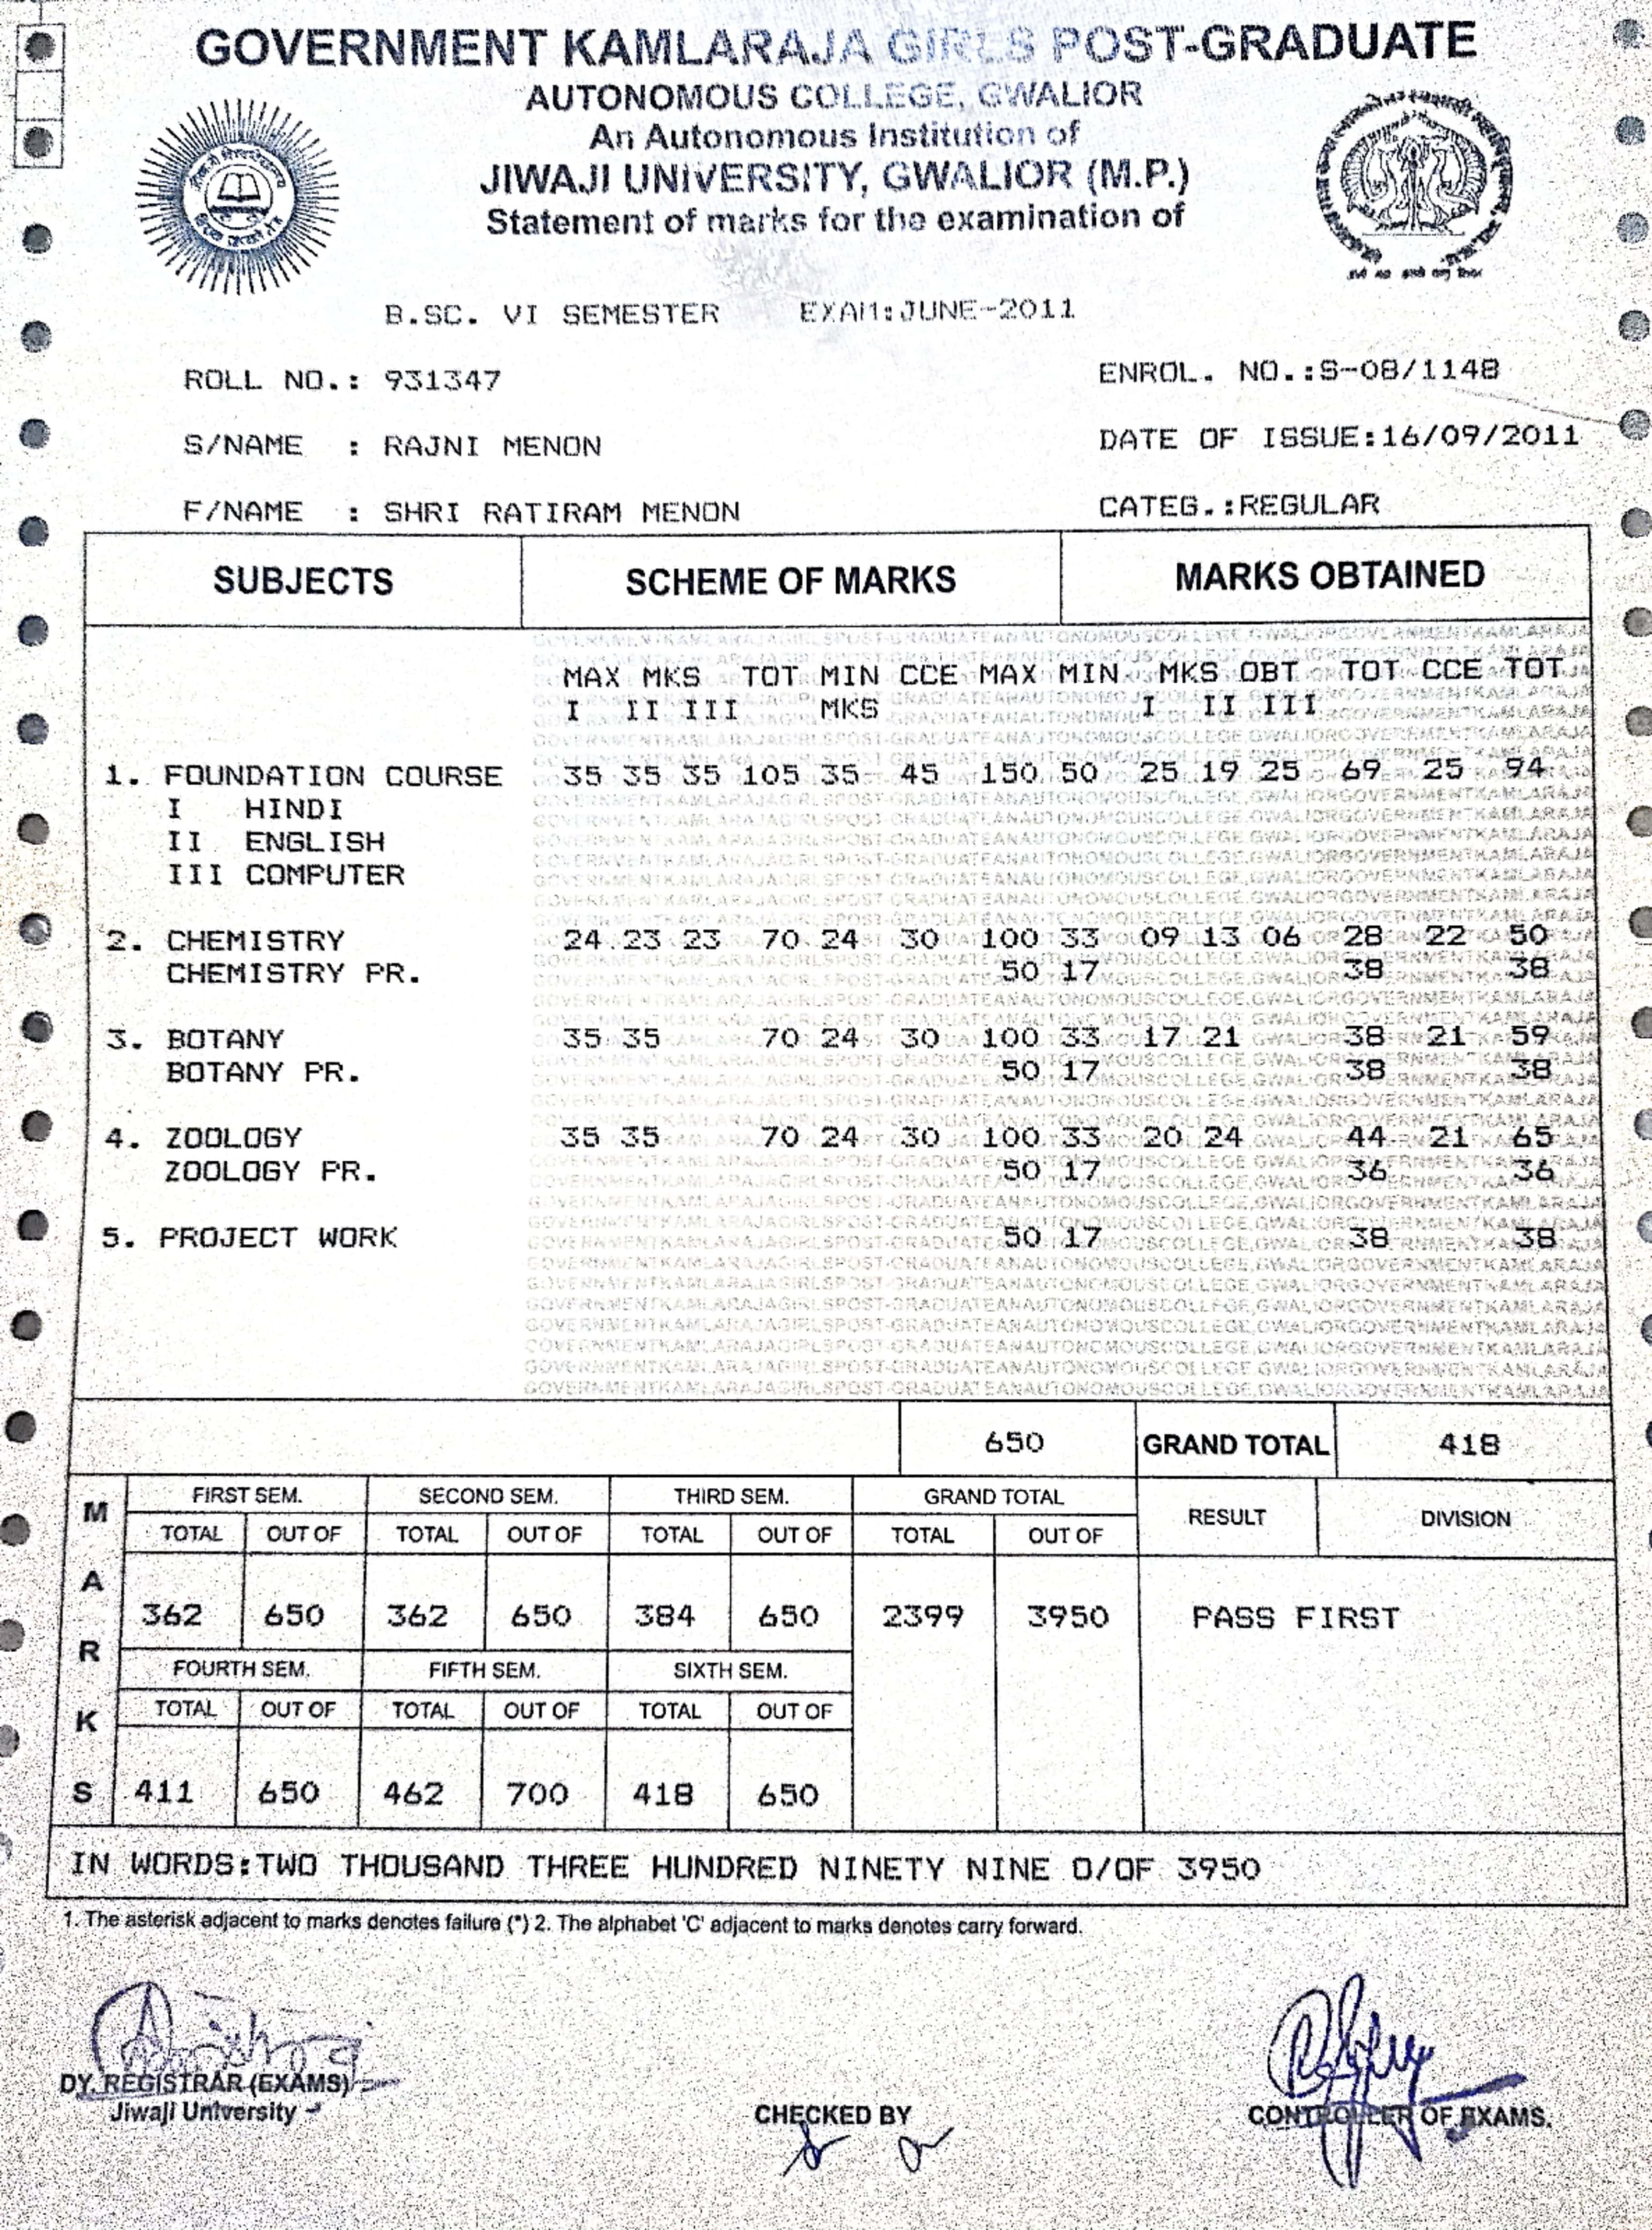 GOVERNMENT KAMLARAJA GIRLS POST-GRADUATE
AUTONOMOUS COLLEGE, GWALIOR
An Autonomous Institution of
JIWAJI UNIVERSITY, GWALIOR (M.P.)
Statement of marks for the examination of
B.SC. VI SEMESTER EXAM:JUNE-2011
ROLL NO.: 931347 ENROL. NO.:S-08/1148
S/NAME : RAJNI MENON DATE OF ISSUE:16/09/2011
F/NAME : SHRI RATIRAM MENON CATEG.:REGULAR
SUBJECTS SCHEME OF MARKS MARKS OBTAINED
MAX MKS TOT MIN CCE MAX MIN MKS OBT TOT CCE TOT
I II III MKS I II III
1. FOUNDATION COURSE 35 35 35 105 35 45 150 50 25 19 25 69 25 94
I HINDI
II ENGLISH
III COMPUTER
2. CHEMISTRY 24 23 23 70 24 30 100 33 09 13 06 28 22 50
CHEMISTRY PR. 50 17 38 38
3. BOTANY 35 35 70 24 30 100 33 17 21 38 21 59
BOTANY PR. 50 17 38 38
4. ZOOLOGY 35 35 70 24 30 100 33 20 24 44 21 65
ZOOLOGY PR. 50 17 36 36
5. PROJECT WORK 50 17 38 38
650 GRAND TOTAL 418
MARKS
FIRST SEM. SECOND SEM. THIRD SEM. GRAND TOTAL RESULT DIVISION
TOTAL OUT OF TOTAL OUT OF TOTAL OUT OF TOTAL OUT OF
362 650 362 650 384 650 2399 3950 PASS FIRST
FOURTH SEM. FIFTH SEM. SIXTH SEM.
TOTAL OUT OF TOTAL OUT OF TOTAL OUT OF
411 650 462 700 418 650
IN WORDS:TWO THOUSAND THREE HUNDRED NINETY NINE O/OF 3950
1. The asterisk adjacent to marks denotes failure (*) 2. The alphabet 'C' adjacent to marks denotes carry forward.
DY. REGISTRAR (EXAMS)
Jiwaji University
CHECKED BY
CONTROLLER OF EXAMS.